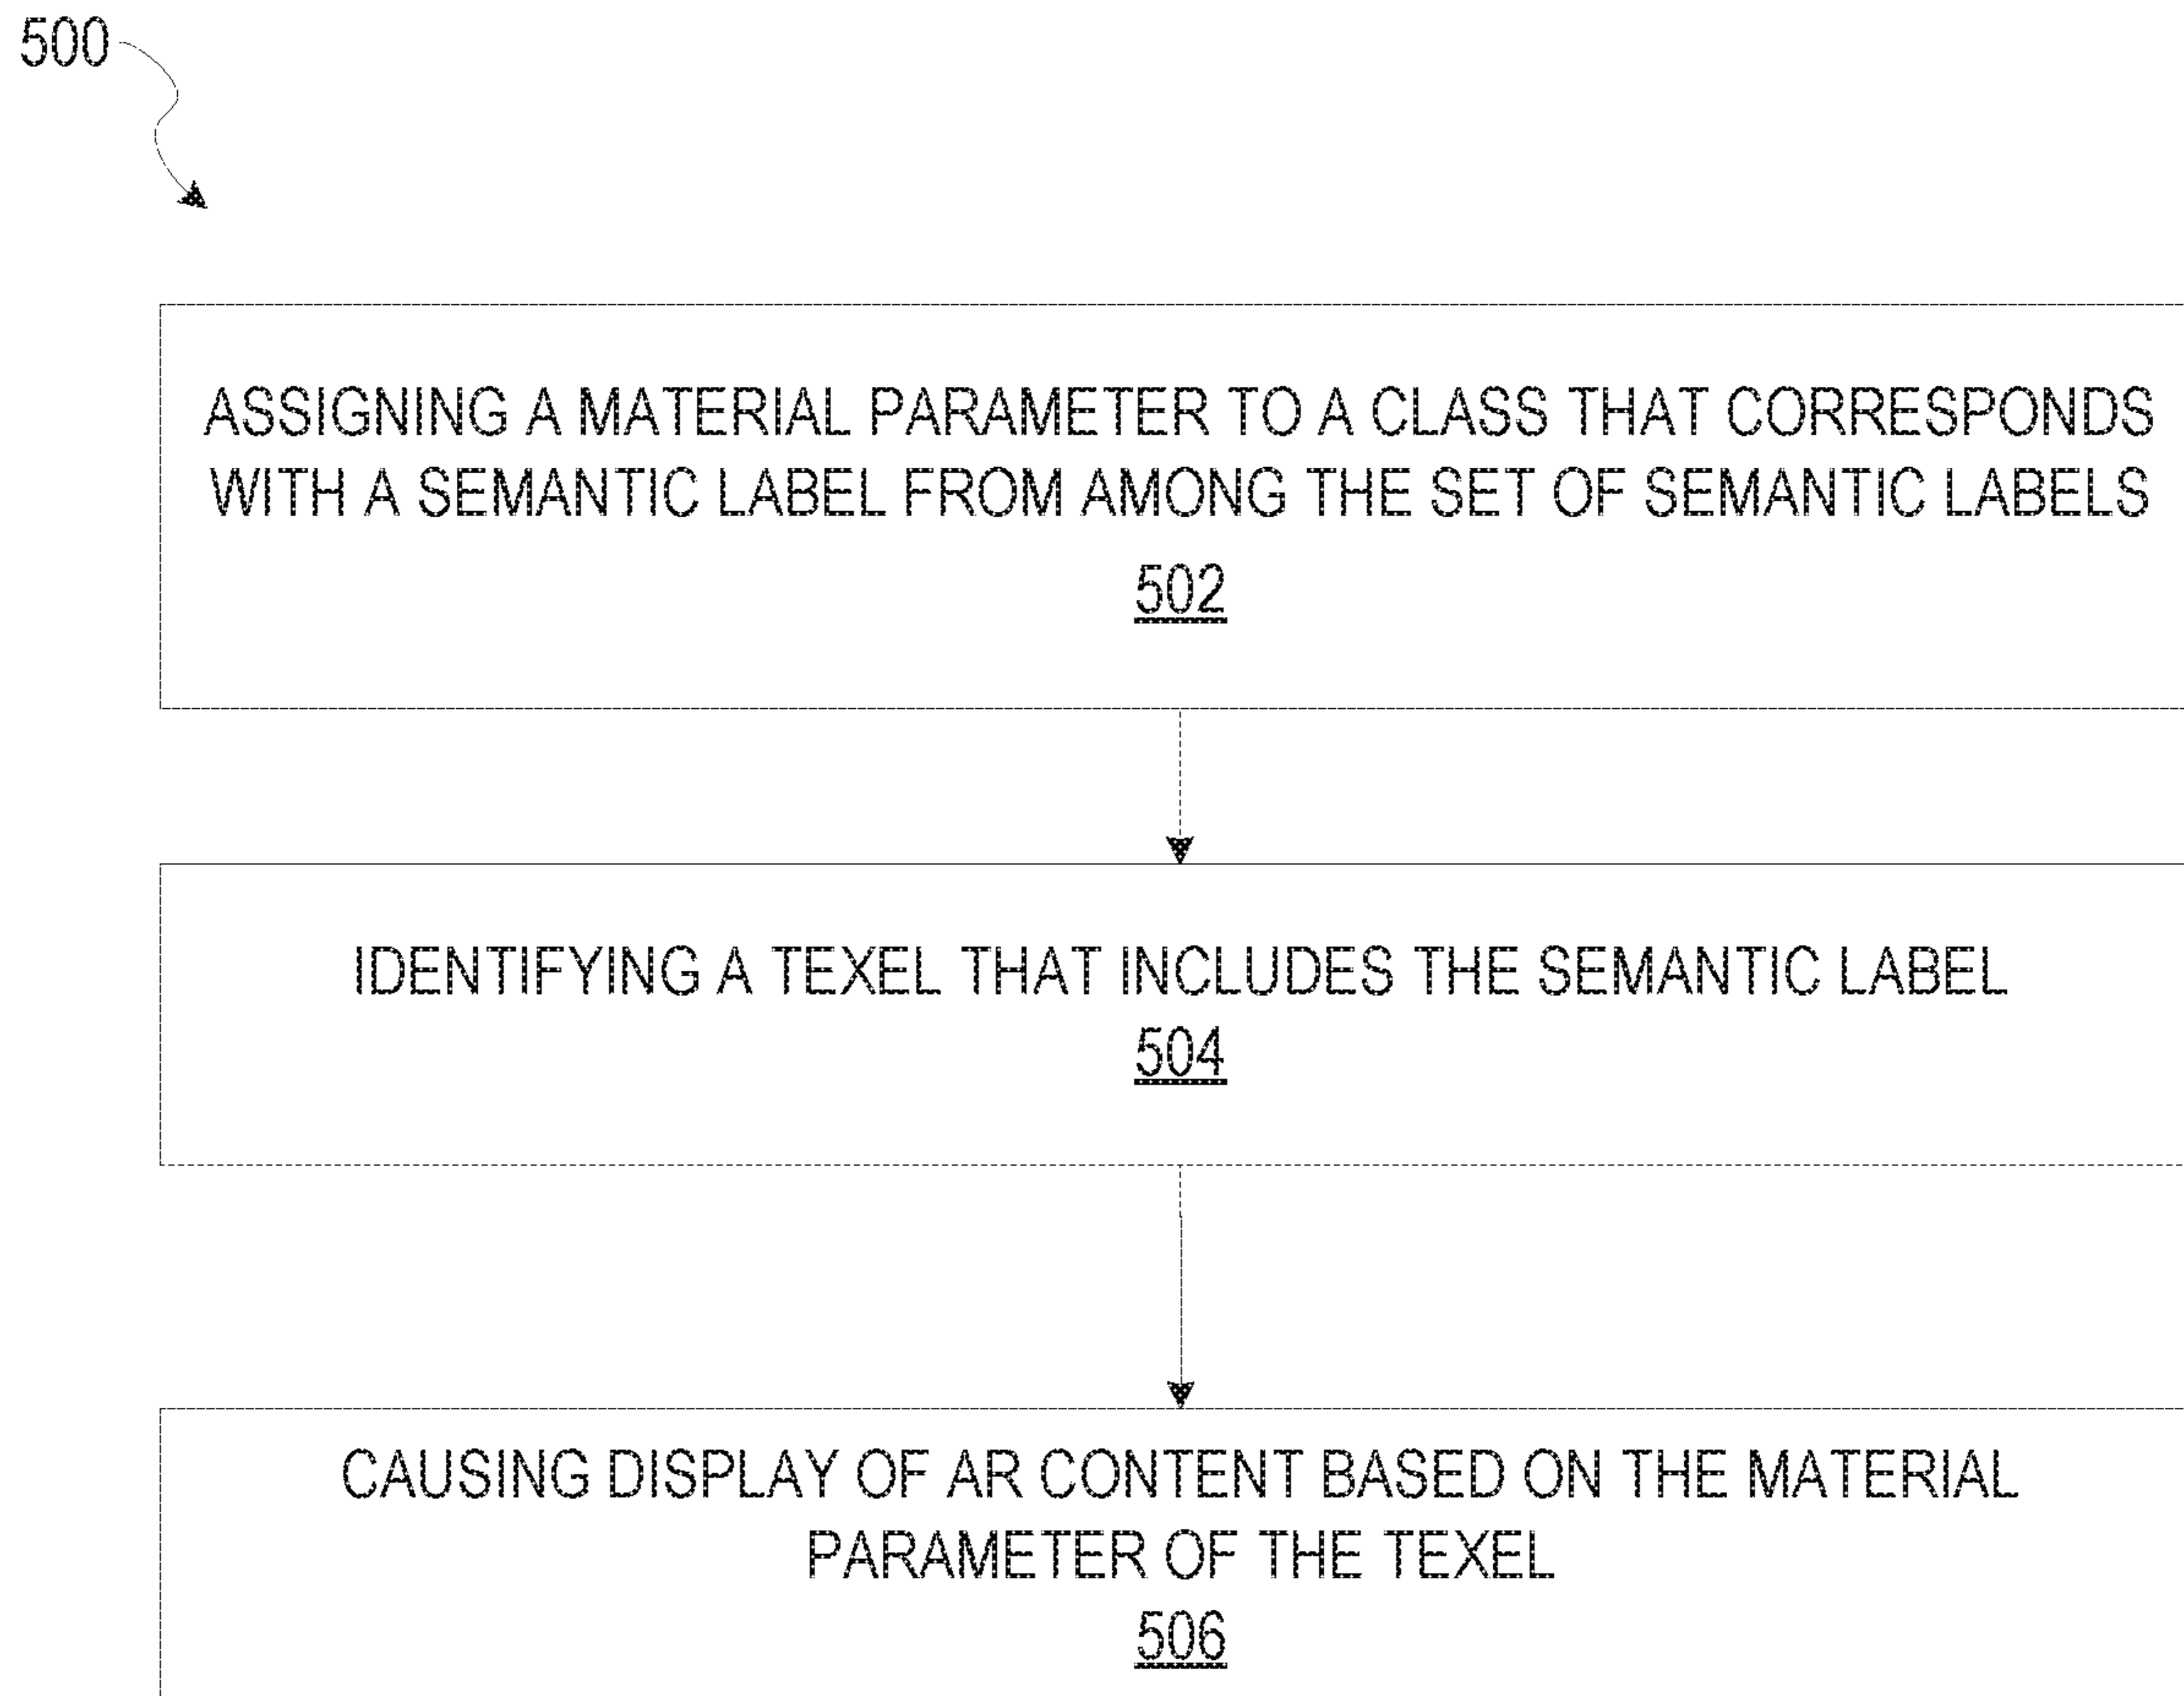 500
ASSIGNING A MATERIAL PARAMETER TO A CLASS THAT CORRESPONDS
WITH A SEMANTIC LABEL FROM AMONG THE SET OF SEMANTIC LABELS
502
IDENTIFYING A TEXEL THAT INCLUDES THE SEMANTIC LABEL
504
CAUSING DISPLAY OF AR CONTENT BASED ON THE MATERIAL
PARAMETER OF THE TEXEL
506